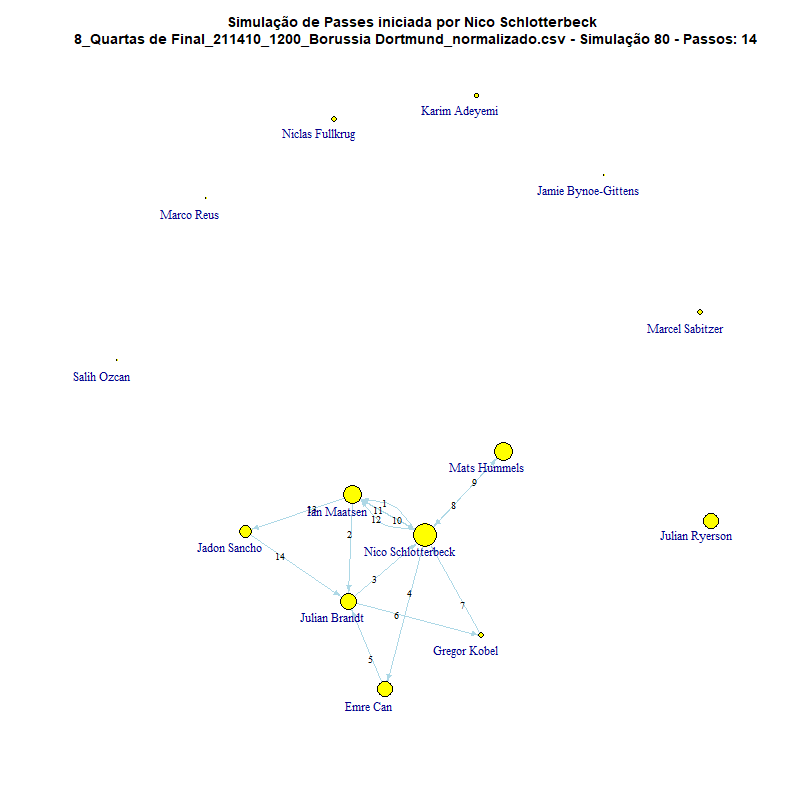 Simulação de Passes iniciada por Nico Schlotterbeck
8_Quartas de Final_211410_1200_Borussia Dortmund_normalizado.csv - Simulação 80 - Passos: 14
Karim Adeyemi
Niclas Fullkrug
Jamie Bynoe-Gittens
Marco Reus
Marcel Sabitzer
Salih Ozcan
Mats Hummels
9
1
8
13
Ian Maatsen
11
12
10
2
Julian Ryerson
Jadon Sancho
Nico Schlotterbeck
14
3
4
7
6
Julian Brandt
Gregor Kobel
5
Emre Can